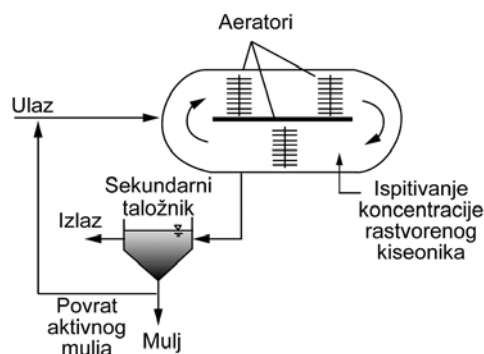 Aeratori
Ulaz
Sekundarni
taložnik
Izlaz
Ispitivanje
koncentracije
rastvorenog
kiseonika
Povrat
aktivnog
mulja
Mulj